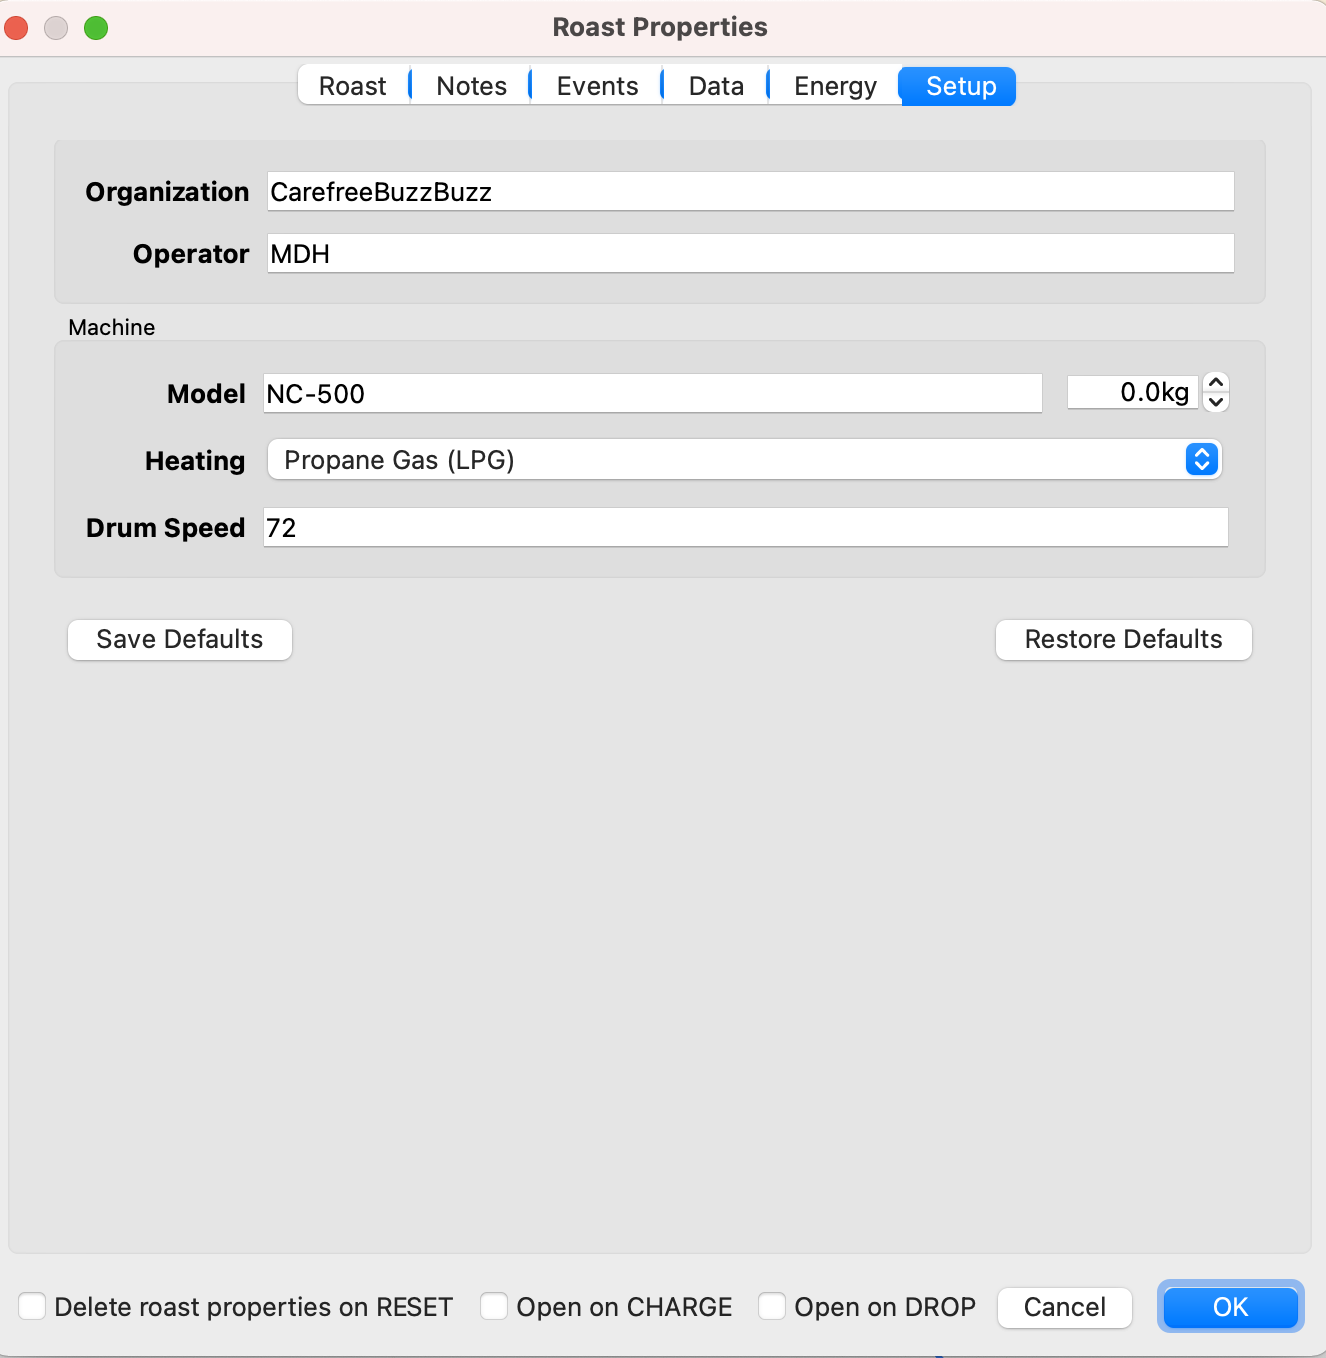 Roast Properties
Roast Notes Events Data Energy Setup
Organization CarefreeBuzzBuzz
Operator MDH
Machine
Model NC-500 0.0kg
Heating Propane Gas (LPG)
Drum Speed 72
Save Defaults Restore Defaults
Delete roast properties on RESET Open on CHARGE Open on DROP Cancel OK